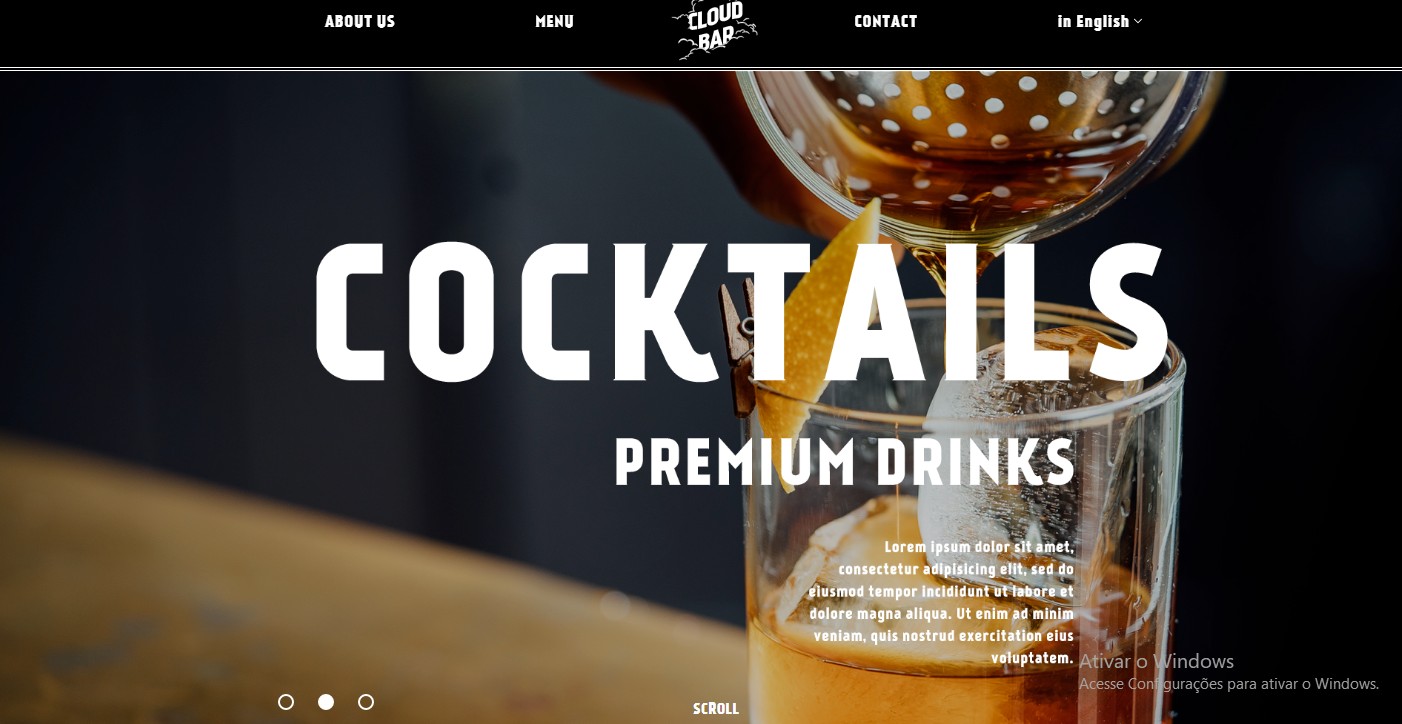 ABOUT US
MENU
CLOUD
BAR
CONTACT
in English
COCKTAILS
PREMIUM DRINKS
Lorem ipsum dolor sit amet,
consectetur adipisicing elit, sed do
eiusmod tempor incididunt ut labore et
dolore magna aliqua. Ut enim ad minim
veniam, quis nostrud exercitation eius
voluptatem.
Ativar o Windows
Acesse Configurações para ativar o Windows.
SCROLL